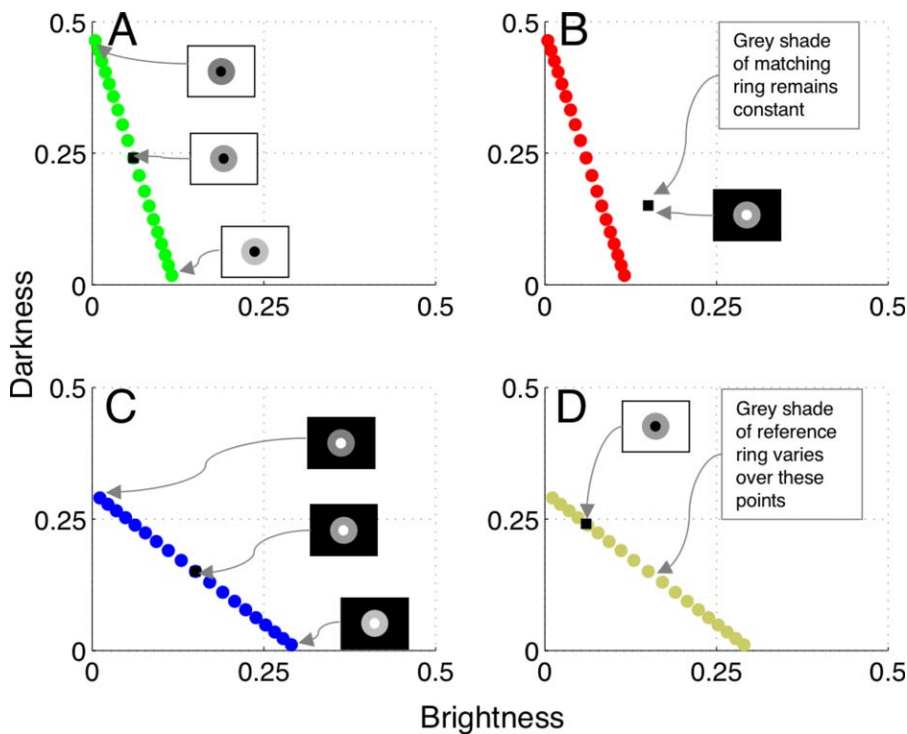 A
B
0.5
0.25
0
0
0.25
0.5
Grey shade
of matching
ring remains
constant
0.5
0.25
0
0
0.25
0.5
Darkness
C
D
0.5
0.25
0
0
0.25
0.5
Grey shade
of reference
ring varies
over these
points
0.5
0.25
0
0
0.25
0.5
Brightness